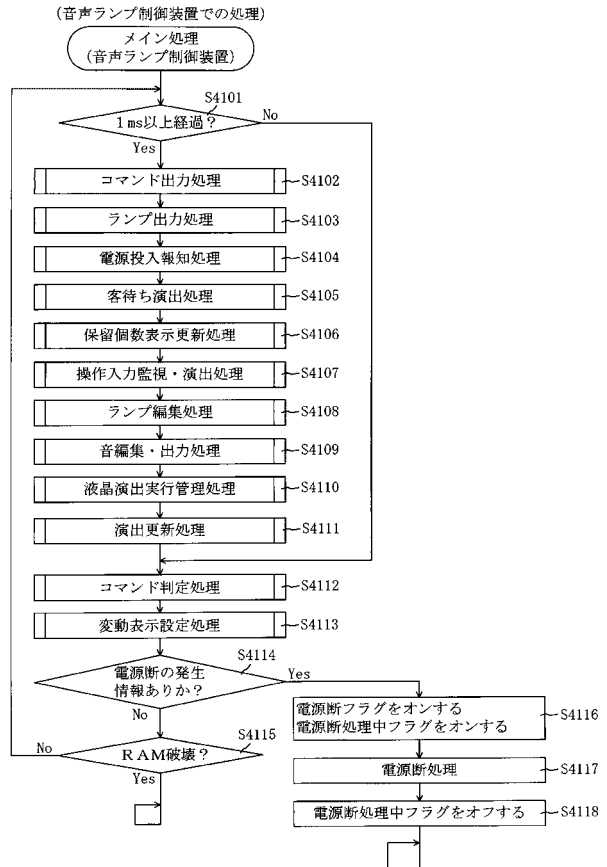 (音声ランプ制御装置での処理)
メイン処理
(音声ランプ制御装置)
S4101
1ms以上経過?
No
Yes
コマンド出力処理
S4102
ランプ出力処理
S4103
電源投入報知処理
S4104
客待ち演出処理
S4105
保留個数表示更新処理
S4106
操作入力監視・演出処理
S4107
ランプ編集処理
S4108
音編集・出力処理
S4109
液晶演出実行管理処理
S4110
演出更新処理
S4111
コマンド判定処理
S4112
変動表示設定処理
S4113
S4114
電源断の発生
情報ありか?
Yes
No
電源断フラグをオンする
電源断処理中フラグをオンする
S4116
S4115
RAM破壊?
No
Yes
電源断処理
S4117
電源断処理中フラグをオフする
S4118